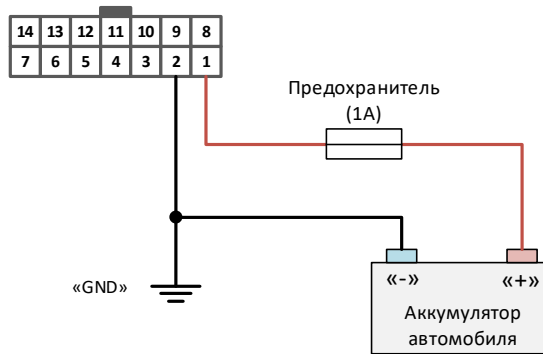 14 13 12 11 10 9 8
7 6 5 4 3 2 1
Предохранитель
(1А)
«GND»
«-» «+»
Аккумулятор
автомобиля